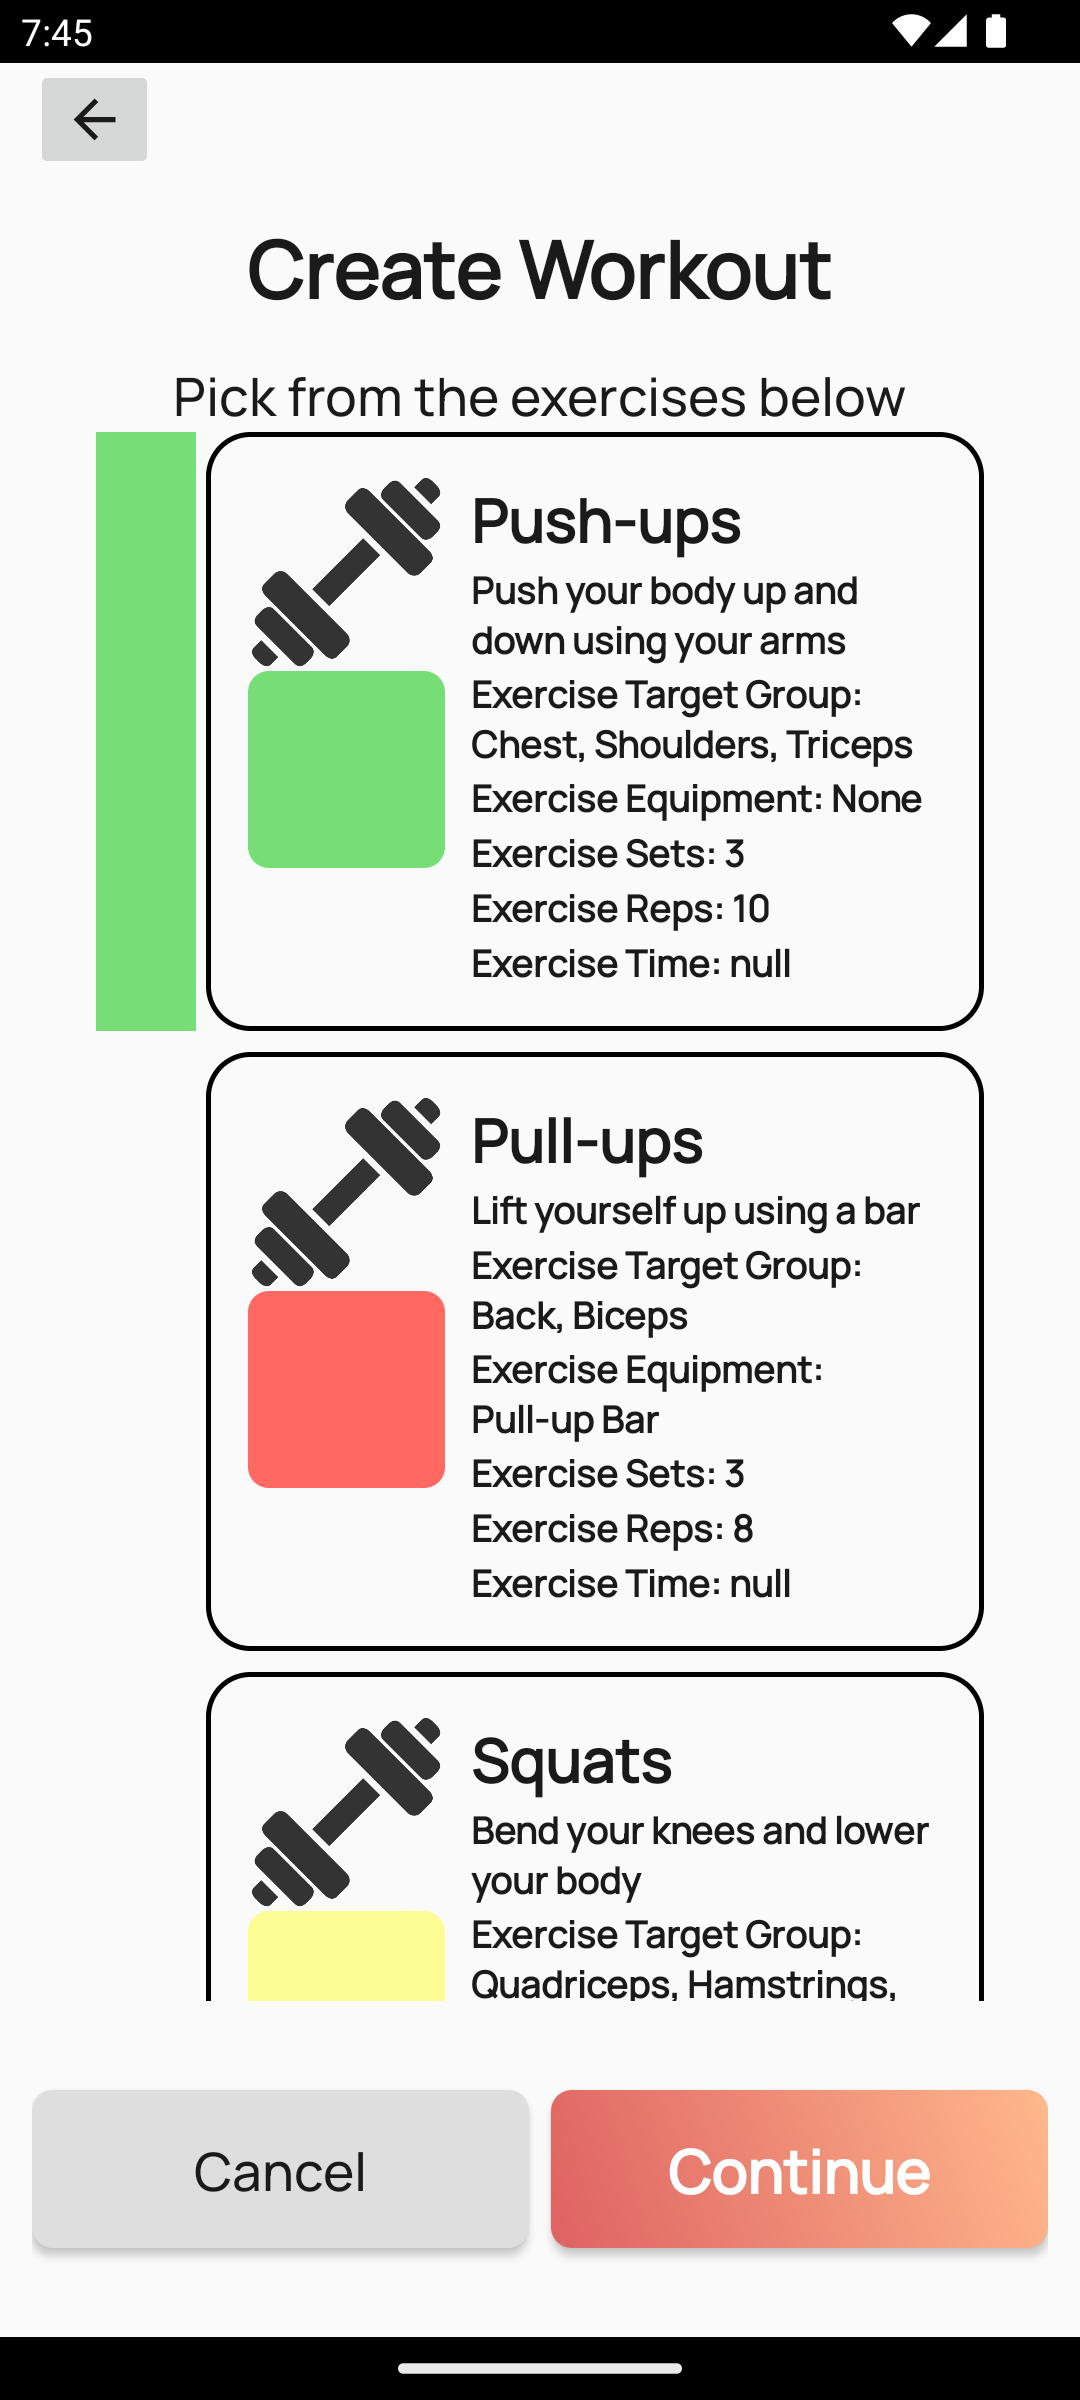 7:45
Create Workout
Pick from the exercises below
Push-ups
Push your body up and
down using your arms
Exercise Target Group:
Chest, Shoulders, Triceps
Exercise Equipment: None
Exercise Sets: 3
Exercise Reps: 10
Exercise Time: null
Pull-ups
Lift yourself up using a bar
Exercise Target Group:
Back, Biceps
Exercise Equipment:
Pull-up Bar
Exercise Sets: 3
Exercise Reps: 8
Exercise Time: null
Squats
Bend your knees and lower
your body
Exercise Target Group:
Quadriceps, Hamstrings,
Cancel
Continue